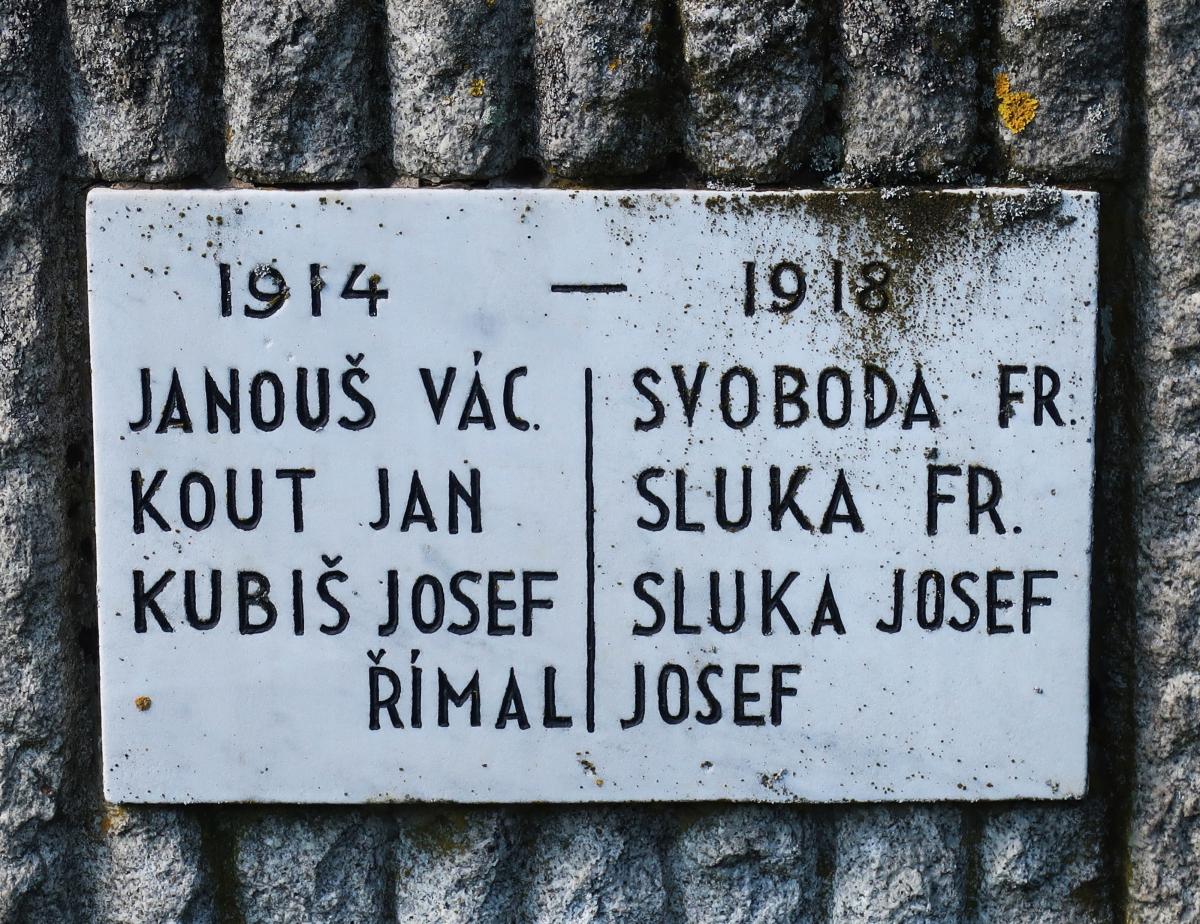 1914 — 1918
JANOUŠ VÁC.
KOUT JAN
KUBIŠ JOSEF
SVOBODA FR.
SLUKA FR.
SLUKA JOSEF
ŘÍMAL JOSEF